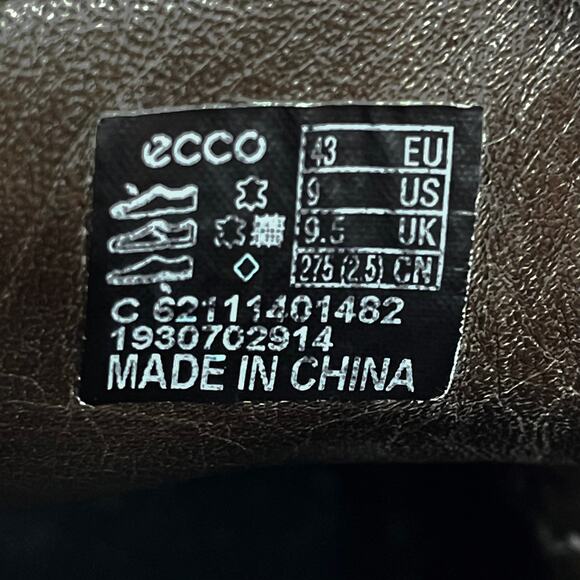 ecco
43 EU
9 US
9.5 UK
275 (2.5) CN
C 62111401482
1930702914
MADE IN CHINA